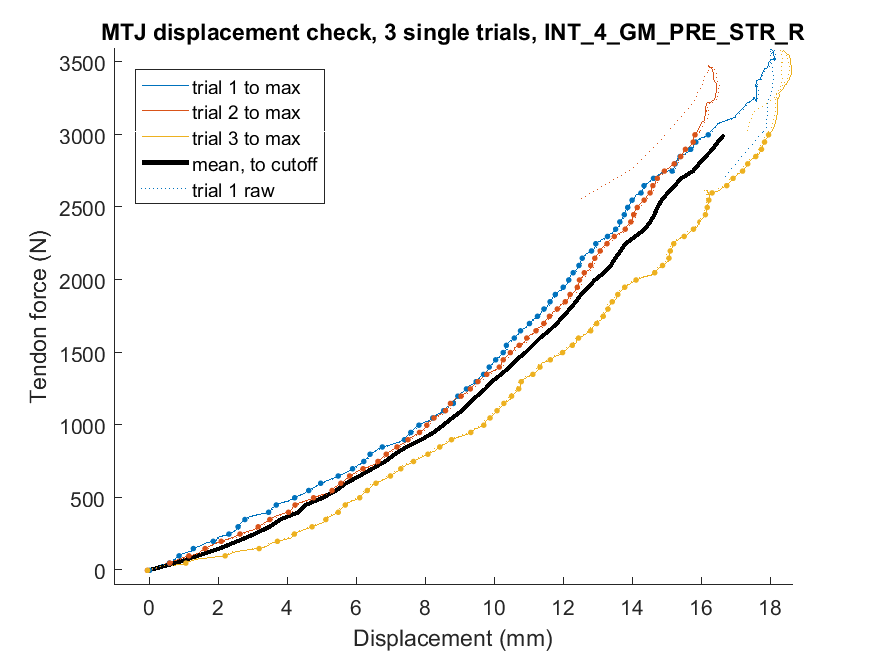 MTJ displacement check, 3 single trials, INT_4_GM_PRE_STR_R
3500
3000
2500
2000
1500
1000
500
0
Tendon force (N)
trial 1 to max
trial 2 to max
trial 3 to max
mean, to cutoff
trial 1 raw
0 2 4 6 8 10 12 14 16 18
Displacement (mm)